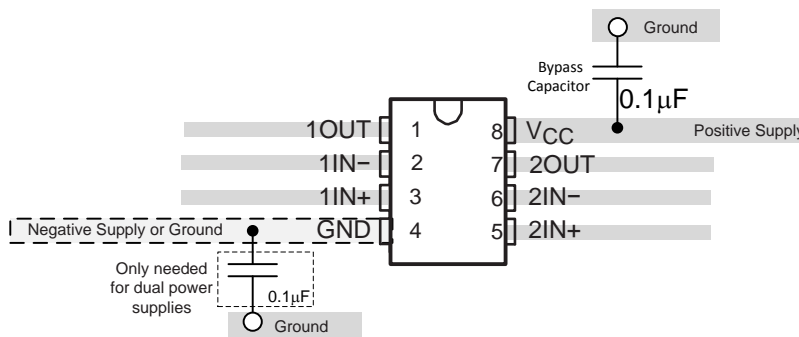 Ground
Bypass
Capacitor
0.1µF
1OUT 1 8 VCC Positive Supply
1IN− 2 7 2OUT
1IN+ 3 6 2IN−
Negative Supply or Ground GND 4 5 2IN+
Only needed
for dual power
supplies
0.1µF
Ground